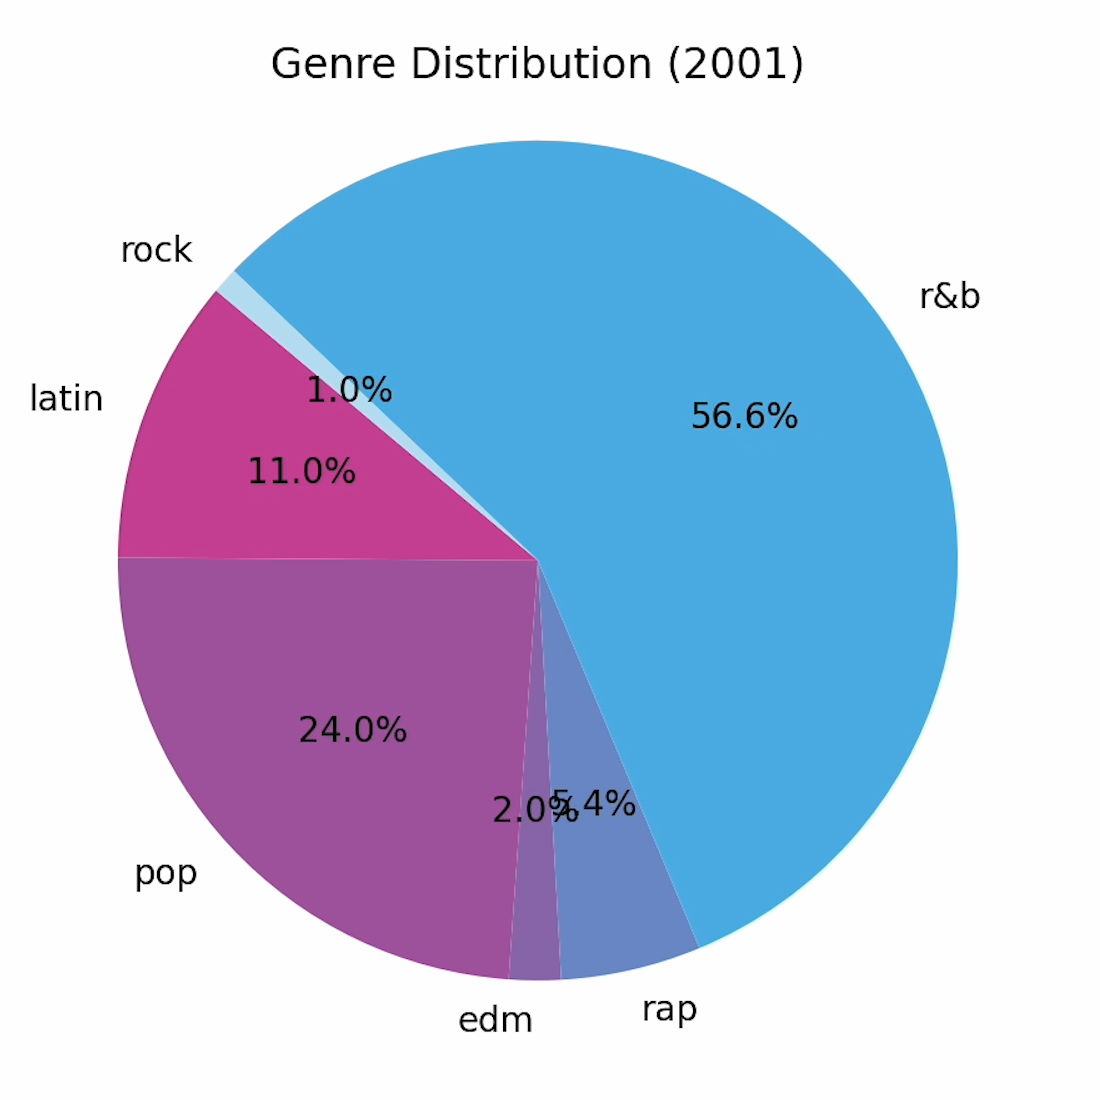 Genre Distribution (2001)
rock
r&b
latin
1.0%
56.6%
11.0%
24.0%
2.0%
5.4%
pop
edm
rap